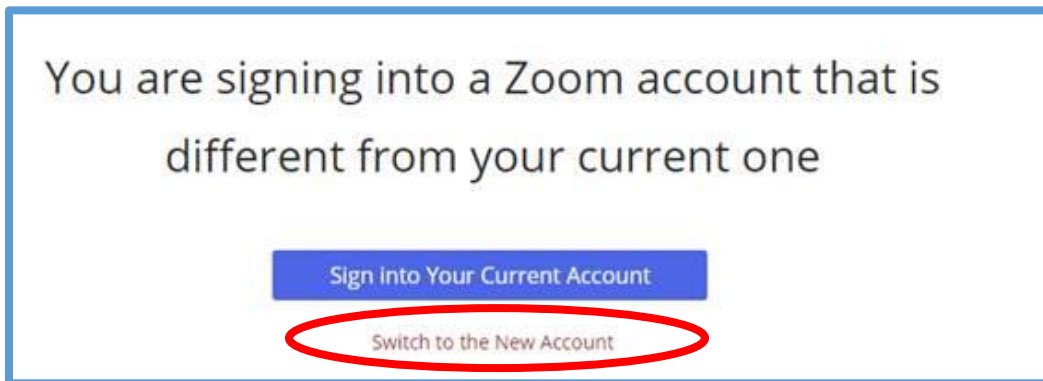 You are signing into a Zoom account that is
different from your current one
Sign into Your Current Account
Switch to the New Account